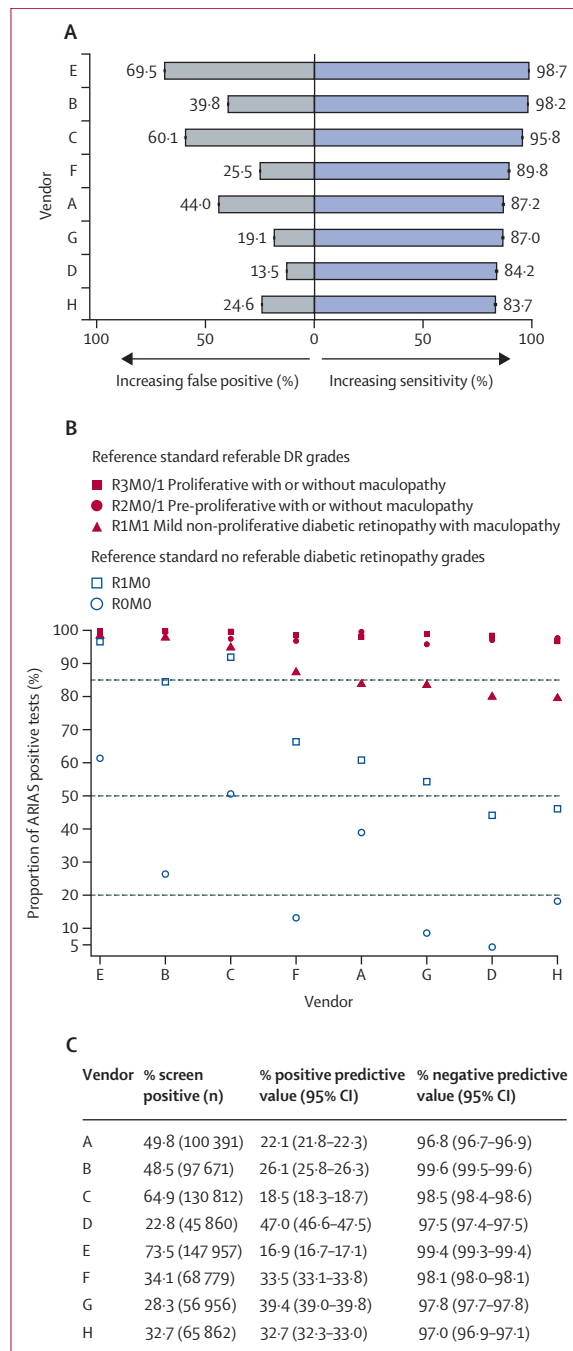 A
E 69·5 98·7
B 39·8 98·2
C 60·1 95·8
F 25·5 89·8
A 44·0 87·2
G 19·1 87·0
D 13·5 84·2
H 24·6 83·7
Vendor
100 50 0 50 100
Increasing false positive (%) Increasing sensitivity (%)
B
Reference standard referable DR grades
R3M0/1 Proliferative with or without maculopathy
R2M0/1 Pre-proliferative with or without maculopathy
R1M1 Mild non-proliferative diabetic retinopathy with maculopathy
Reference standard no referable diabetic retinopathy grades
R1M0
R0M0
Proportion of ARIAS positive tests (%)
100
90
80
70
60
50
40
30
20
10
5
E B C F A G D H
Vendor
C
Vendor % screen % positive predictive % negative predictive
positive (n) value (95% CI) value (95% CI)
A 49·8 (100 391) 22·1 (21·8–22·3) 96·8 (96·7–96·9)
B 48·5 (97 671) 26·1 (25·8–26·3) 99·6 (99·5–99·6)
C 64·9 (130 812) 18·5 (18·3–18·7) 98·5 (98·4–98·6)
D 22·8 (45 860) 47·0 (46·6–47·5) 97·5 (97·4–97·5)
E 73·5 (147 957) 16·9 (16·7–17·1) 99·4 (99·3–99·4)
F 34·1 (68 779) 33·5 (33·1–33·8) 98·1 (98·0–98·1)
G 28·3 (56 956) 39·4 (39·0–39·8) 97·8 (97·7–97·8)
H 32·7 (65 862) 32·7 (32·3–33·0) 97·0 (96·9–97·1)